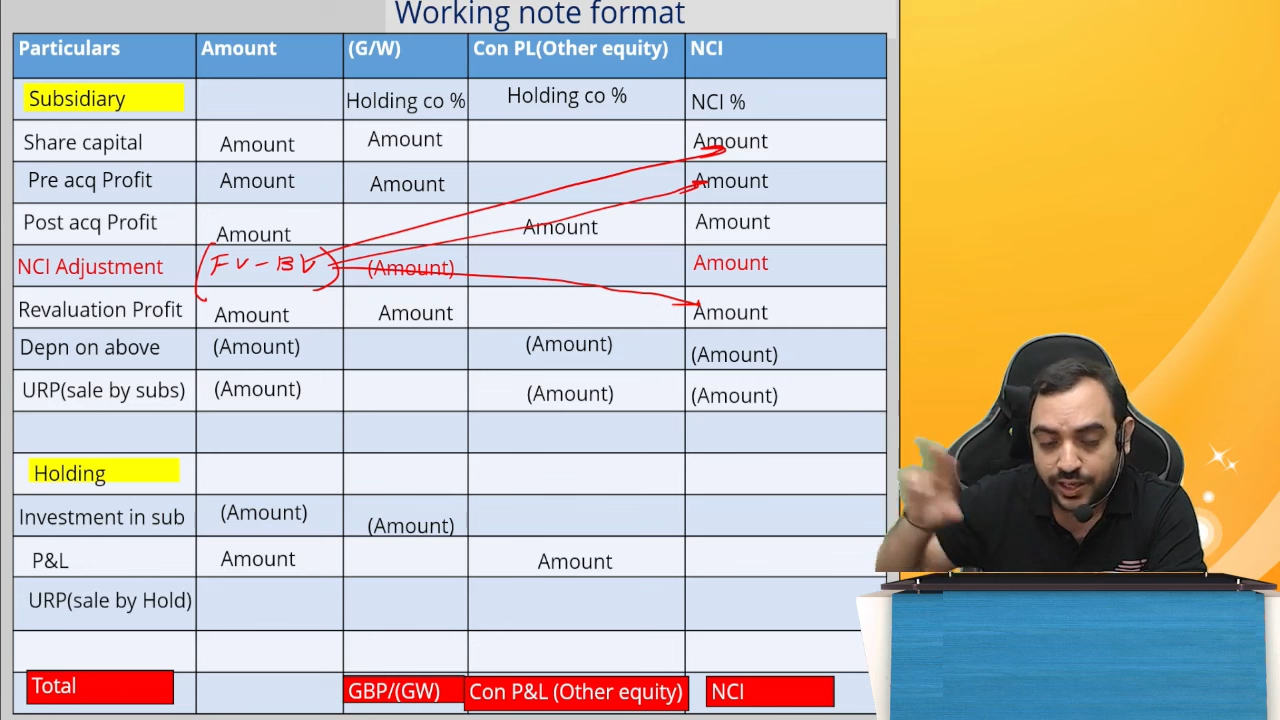 Working note format
Particulars Amount (G/W) Con PL(Other equity) NCI
Subsidiary Holding co % Holding co % NCI %
Share capital Amount Amount Amount
Pre acq Profit Amount Amount Amount
Post acq Profit Amount Amount Amount
NCI Adjustment (FV-BV) (Amount) Amount
Revaluation Profit Amount Amount Amount
Depn on above (Amount) (Amount) (Amount)
URP(sale by subs) (Amount) (Amount) (Amount)
Holding
Investment in sub (Amount) (Amount)
P&L Amount Amount
URP(sale by Hold)
Total GBP/(GW) Con P&L (Other equity) NCI